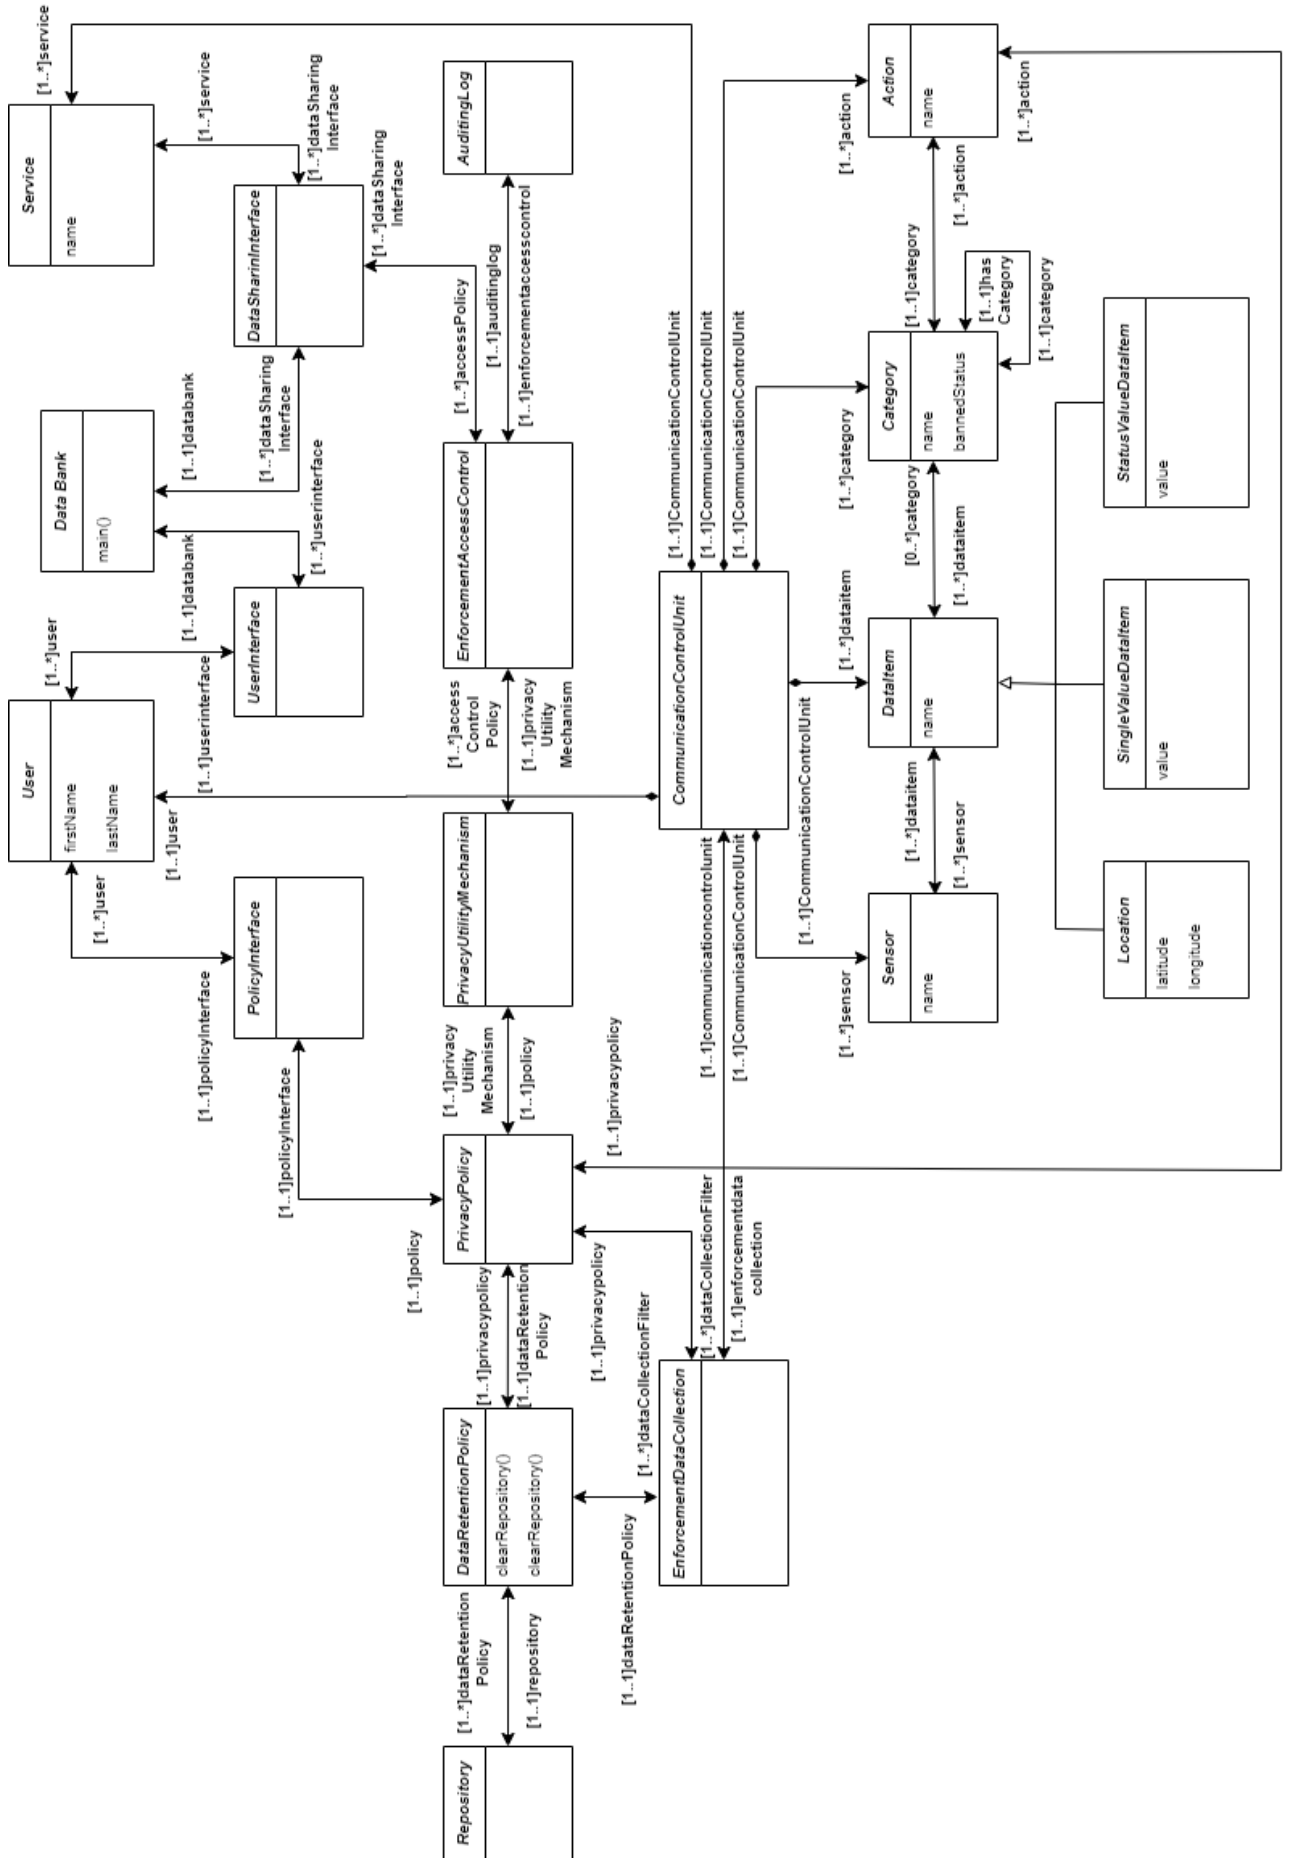 Service
name
[1..*]service
[1..*]service
[1..*]dataSharing
Interface
DataSharinInterface
[1..*]dataSharing
Interface
AuditingLog
[1..1]auditinglog
[1..1]enforcementaccesscontrol
[1..*]accessPolicy
Data Bank
main()
[1..1]databank
[1..*]dataSharing
Interface
[1..*]userinterface
[1..1]databank
UserInterface
[1..*]user
[1..1]userinterface
User
firstName
lastName
[1..1]user
[1..*]user
PolicyInterface
[1..1]policyInterface
[1..1]policyInterface
[1..1]policy
EnforcementAccessControl
[1..*]access
Control
Policy
[1..1]privacy
Utility
Mechanism
PrivacyUtilityMechanism
[1..1]privacy
Utility
Mechanism
[1..1]policy
PrivacyPolicy
[1..1]privacypolicy
[1..1]privacypolicy
[1..1]dataRetention
Policy
[1..1]privacypolicy
DataRetentionPolicy
clearRepository()
clearRepository()
[1..*]dataRetention
Policy
[1..1]repository
Repository
[1..*]dataCollectionFilter
[1..1]dataRetentionPolicy
EnforcementDataCollection
[1..*]dataCollectionFilter
[1..1]enforcementdata
collection
[1..1]communicationcontrolunit
[1..1]CommunicationControlUnit
CommunicationControlUnit
[1..1]CommunicationControlUnit
[1..1]CommunicationControlUnit
[1..1]CommunicationControlUnit
[1..1]CommunicationControlUnit
Action
name
[1..*]action
[1..*]action
[1..*]action
[1..1]category
Category
name
bannedStatus
[1..1]has
Category
[1..1]category
[1..*]category
[0..*]category
[1..*]dataitem
[1..*]dataitem
DataItem
name
[1..*]dataitem
[1..*]sensor
Sensor
name
[1..*]sensor
StatusValueDataItem
value
SingleValueDataItem
value
Location
latitude
longitude